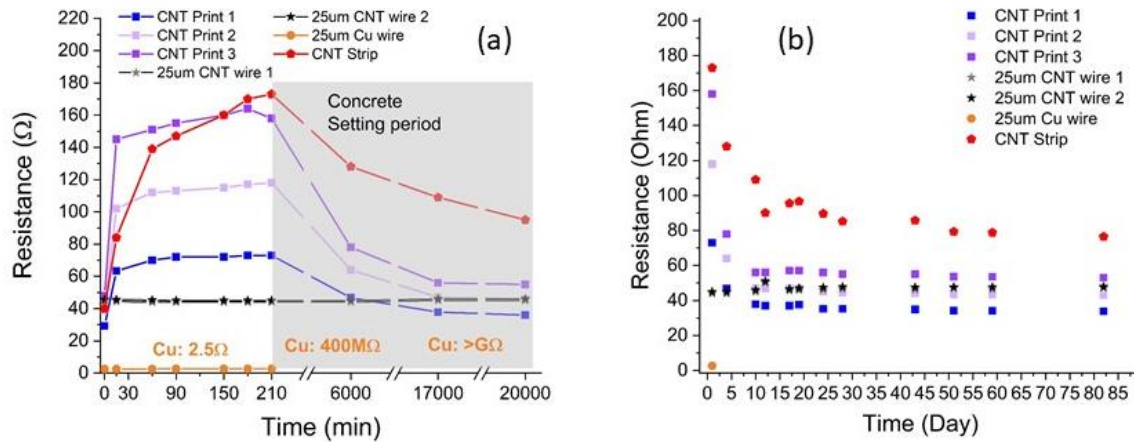 CNT Print 1
CNT Print 2
CNT Print 3
25um CNT wire 1
25um CNT wire 2
25um Cu wire
CNT Strip
(a)
Concrete
Setting period
Cu: 2.5Ω
Cu: 400MΩ
Cu: >GΩ
Resistance (Ω)
220
200
180
160
140
120
100
80
60
40
20
0
0 30 90 150 210 6000 17000 20000
Time (min)
(b)
CNT Print 1
CNT Print 2
CNT Print 3
25um CNT wire 1
25um CNT wire 2
25um Cu wire
CNT Strip
Resistance (Ohm)
200
180
160
140
120
100
80
60
40
20
0
0 5 10 15 20 25 30 35 40 45 50 55 60 65 70 75 80 85
Time (Day)